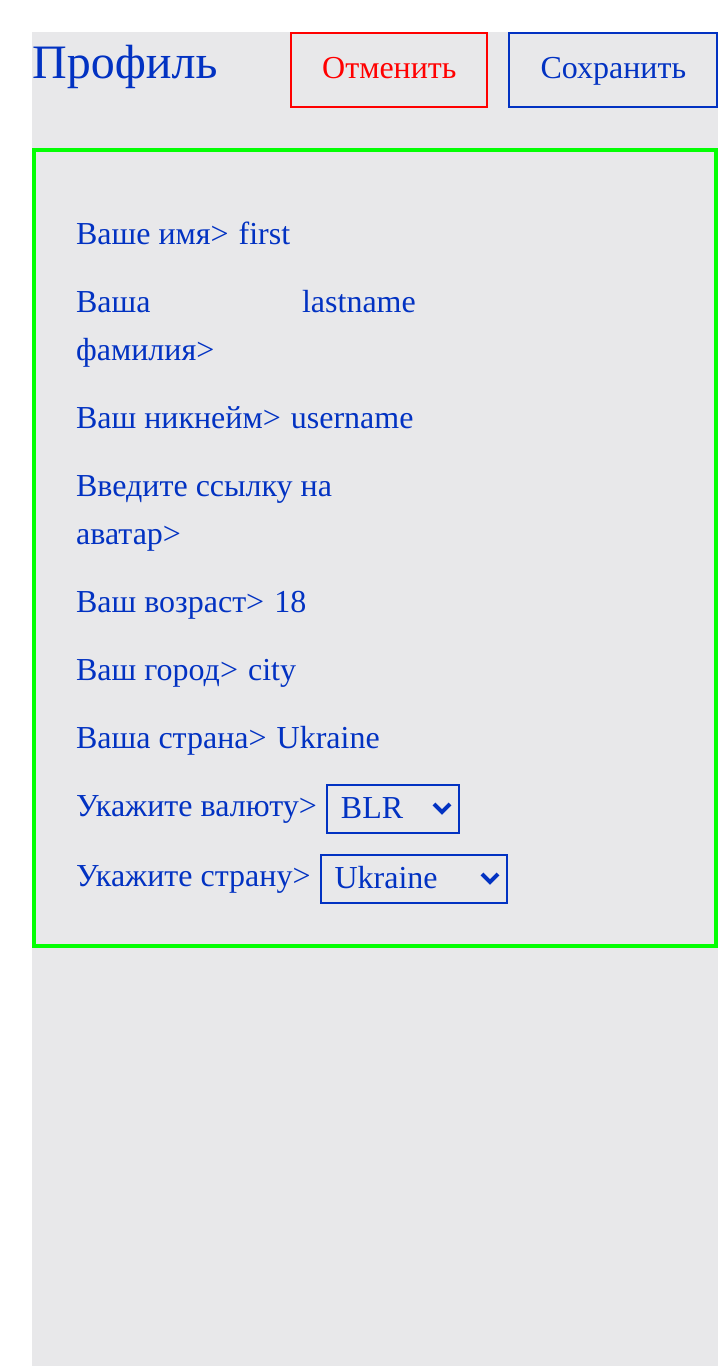 Профиль Отменить Сохранить
Ваше имя> first
Ваша lastname
фамилия>
Ваш никнейм> username
Введите ссылку на
аватар>
Ваш возраст> 18
Ваш город> city
Ваша страна> Ukraine
Укажите валюту> BLR
Укажите страну> Ukraine